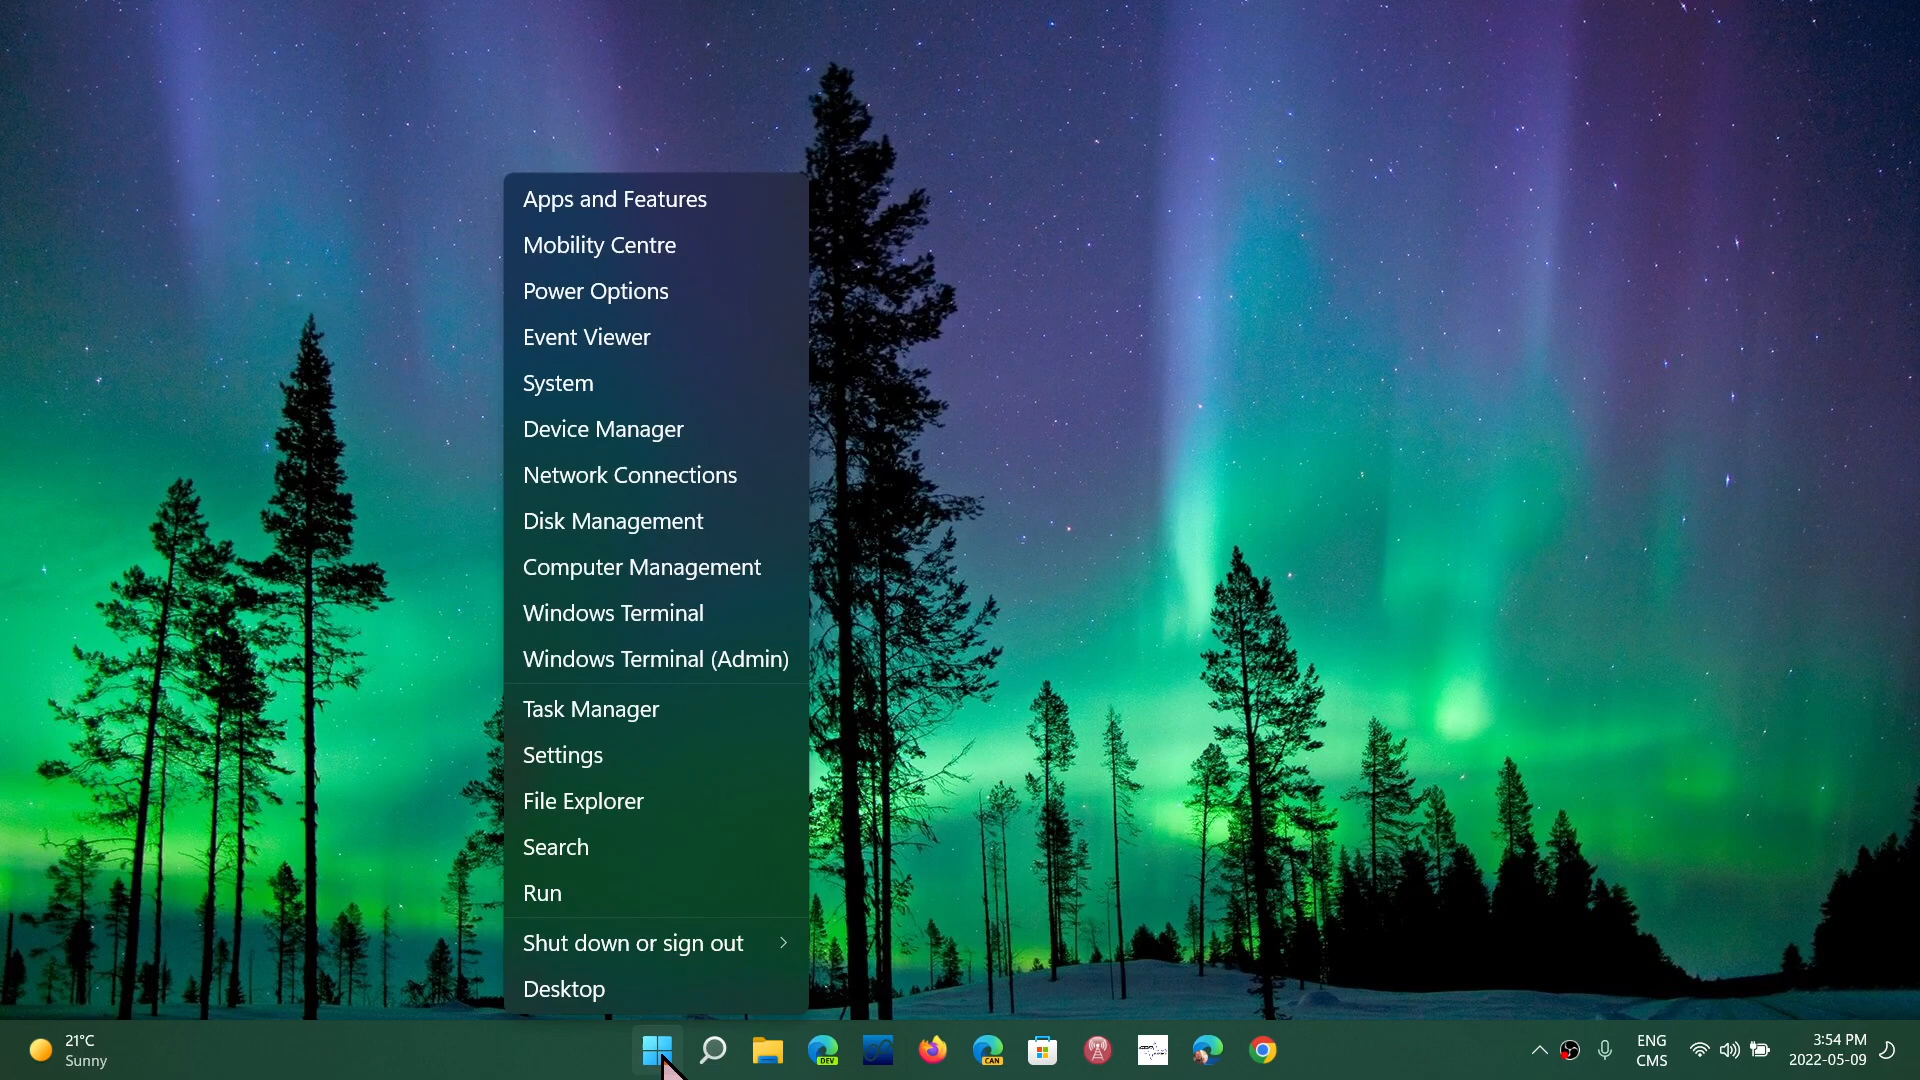 Apps and Features
Mobility Centre
Power Options
Event Viewer
System
Device Manager
Network Connections
Disk Management
Computer Management
Windows Terminal
Windows Terminal (Admin)
Task Manager
Settings
File Explorer
Search
Run
Shut down or sign out
Desktop
21°C
Sunny
DEV
CAN
ENG
CMS
3:54 PM
2022-05-09